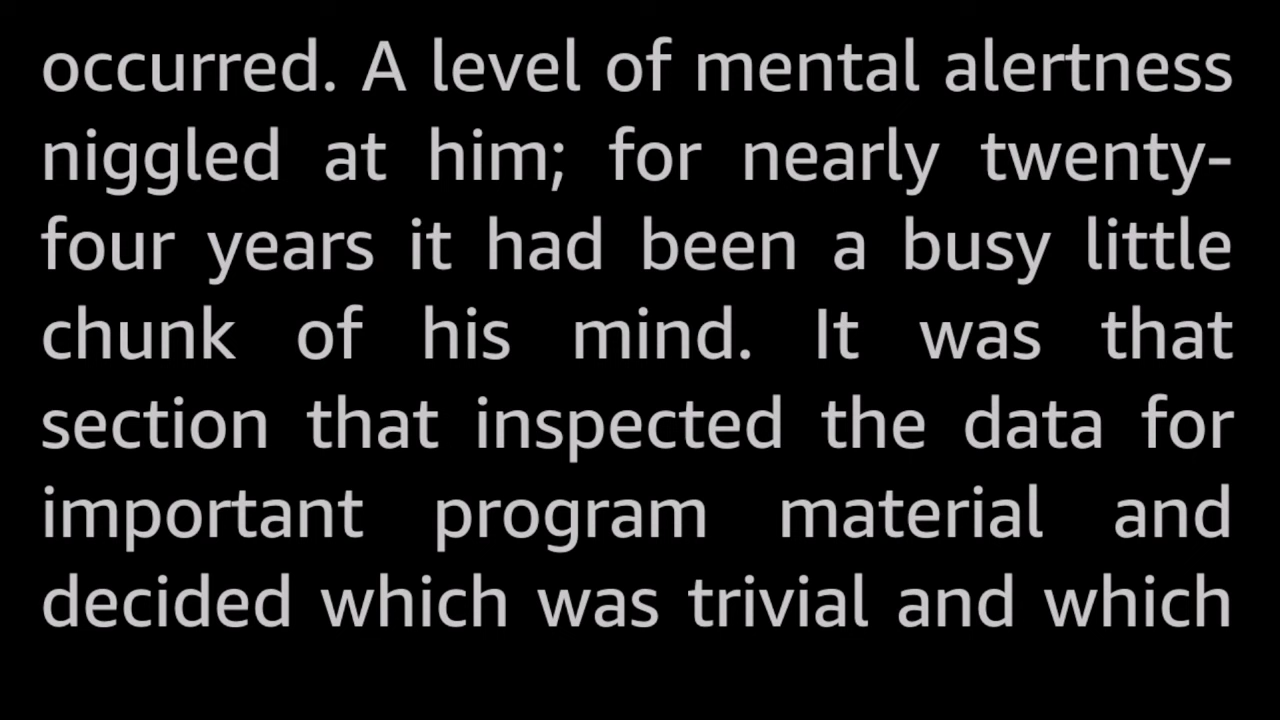 occurred. A level of mental alertness
niggled at him; for nearly twenty-
four years it had been a busy little
chunk of his mind. It was that
section that inspected the data for
important program material and
decided which was trivial and which